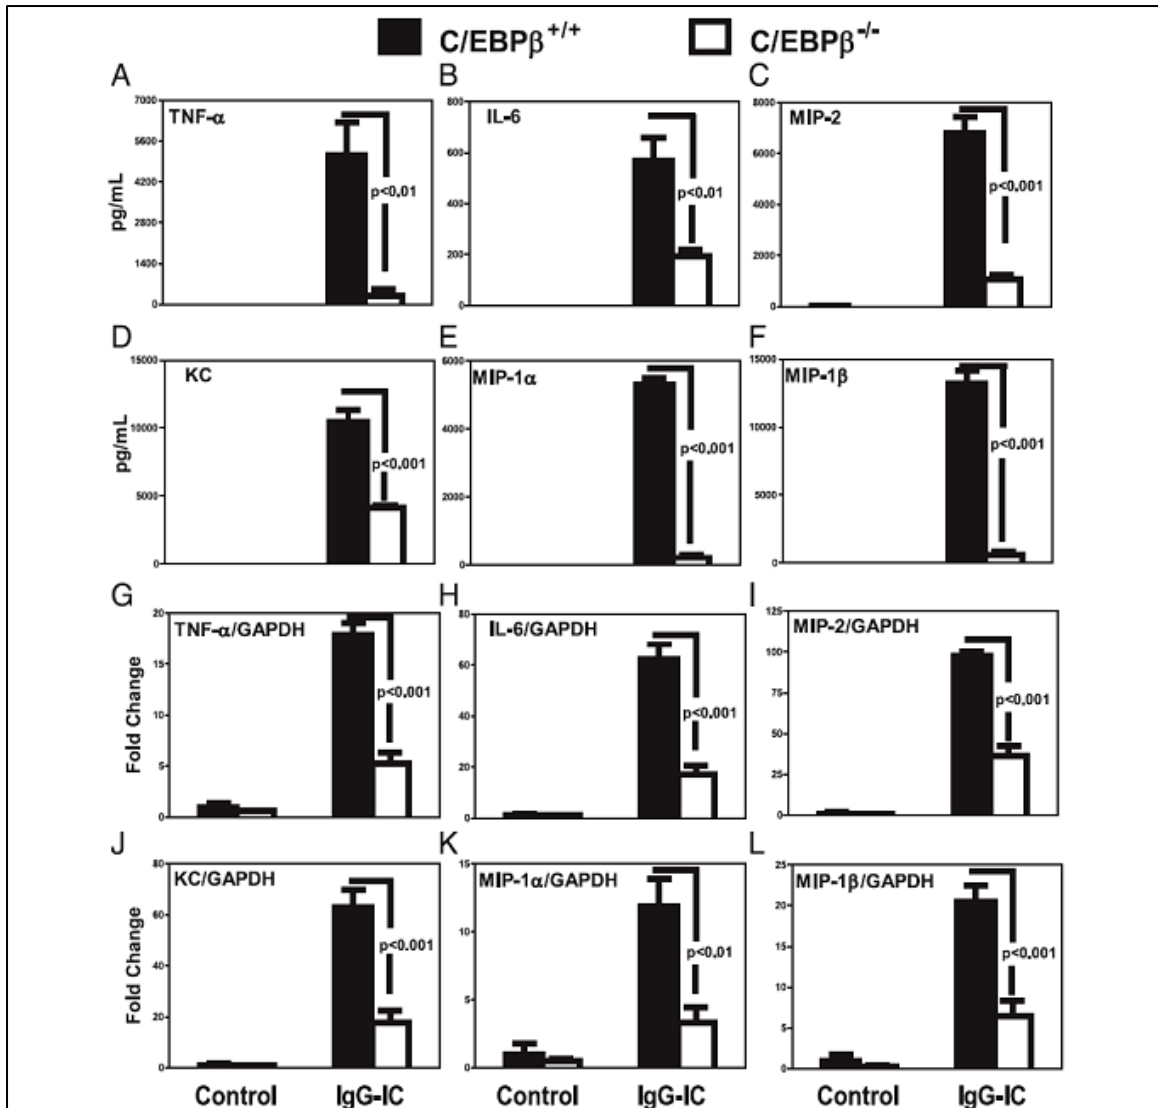 C/EBPβ+/+ C/EBPβ-/-
A B C
TNF-α IL-6 MIP-2
7000 800 8000
5600 600 6000
4200 400 4000
2800 200 2000
1400 0 0
0
pg/mL
p<0.01 p<0.01 p<0.001
D E F
KC MIP-1α MIP-1β
15000 6000 15000
10000 4000 10000
5000 2000 5000
0 0 0
pg/mL
p<0.001 p<0.001 p<0.001
G H I
TNF-α/GAPDH IL-6/GAPDH MIP-2/GAPDH
20 80 125
15 60 100
10 40 75
5 20 50
0 0 25
0
Fold Change
p<0.001 p<0.001 p<0.001
J K L
KC/GAPDH MIP-1α/GAPDH MIP-1β/GAPDH
80 15 25
60 10 20
40 5 15
20 0 10
0 5
0
Fold Change
p<0.001 p<0.01 p<0.001
Control IgG-IC Control IgG-IC Control IgG-IC